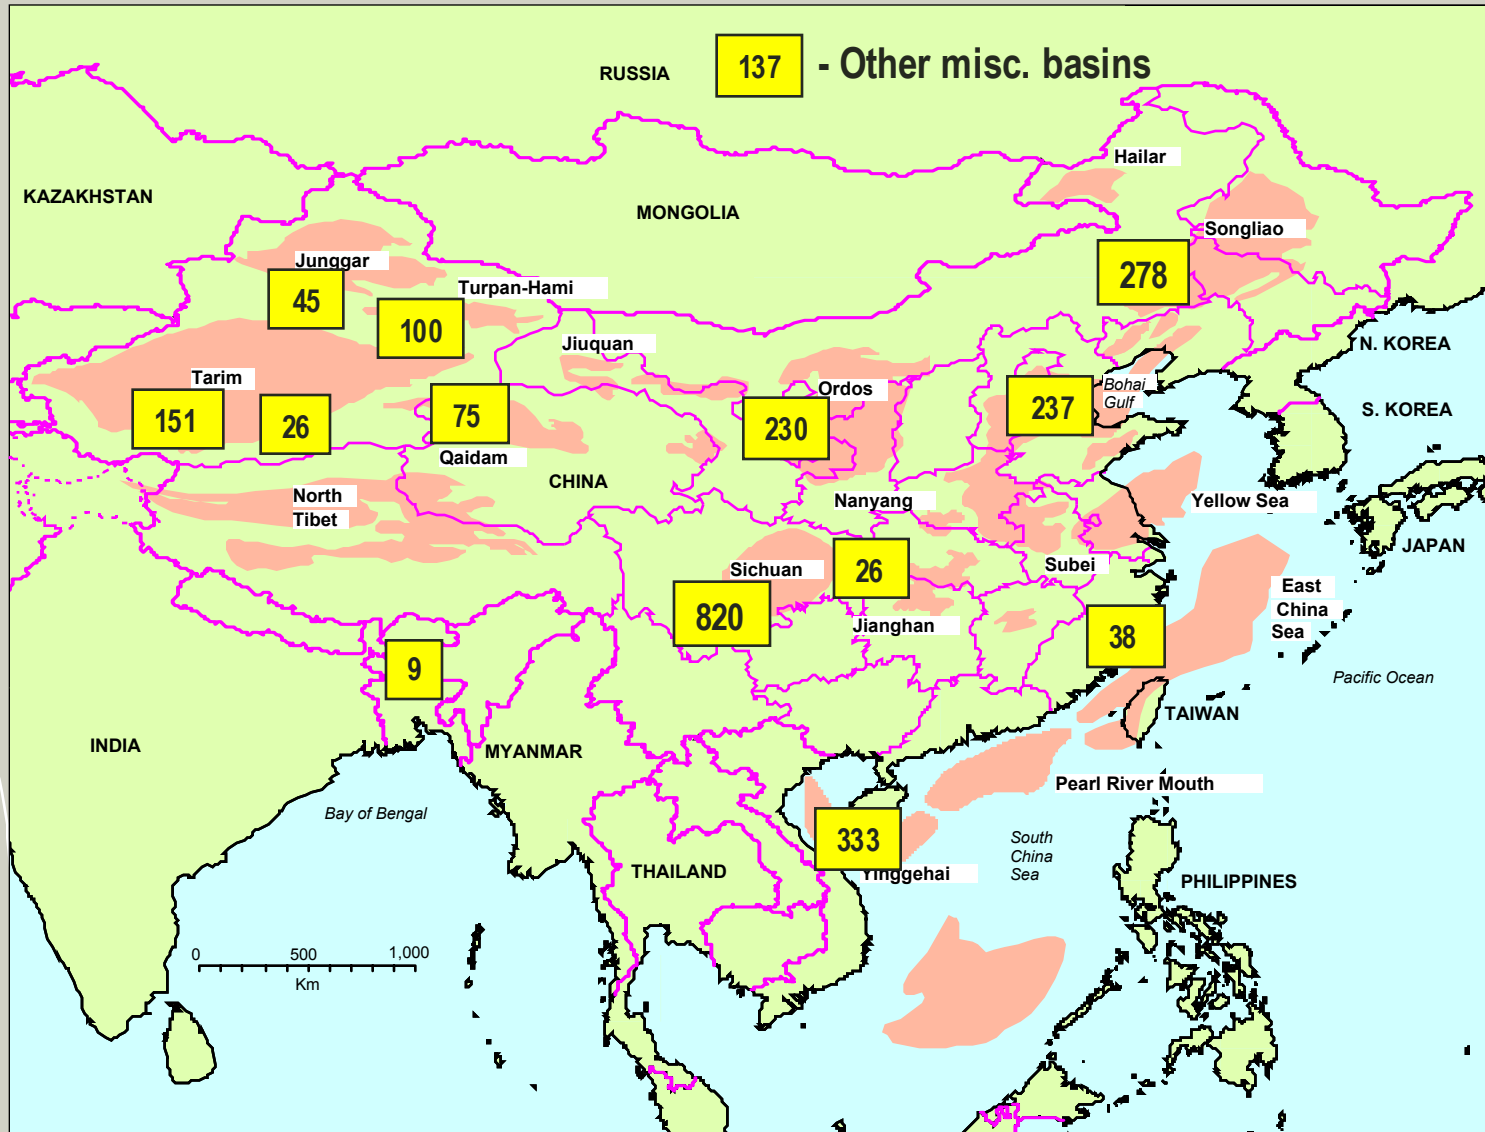 137 - Other misc. basins
RUSSIA
Hailar
KAZAKHSTAN
MONGOLIA
Songliao
Junggar
278
45
Turpan-Hami
100
Jiuquan
N. KOREA
Tarim
Ordos
Bohai
Gulf
151
26
75
230
237
S. KOREA
Qaidam
CHINA
North
Tibet
Nanyang
Yellow Sea
JAPAN
Sichuan
26
Subei
East
China
Sea
820
Jianghan
38
9
Pacific Ocean
TAIWAN
INDIA
MYANMAR
Pearl River Mouth
Bay of Bengal
333
Yinggehai
South
China
Sea
THAILAND
PHILIPPINES
0 500 1,000
Km